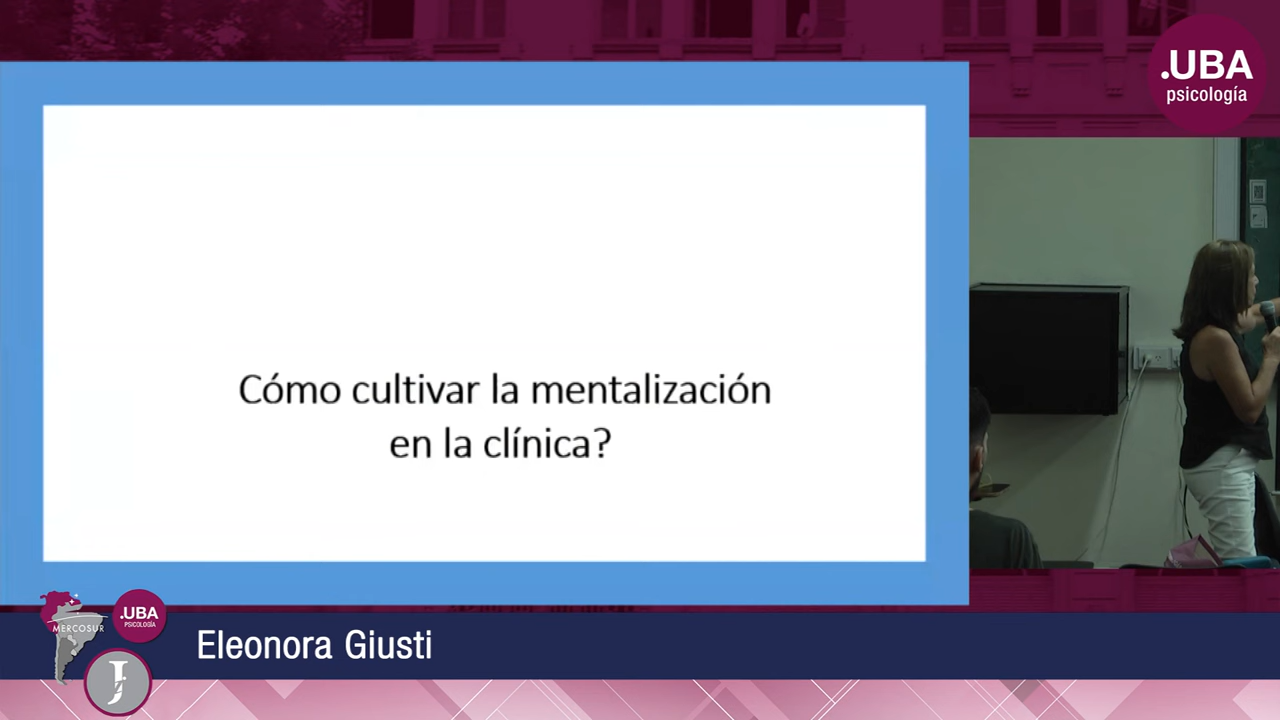 .UBA
psicología
Cómo cultivar la mentalización
en la clínica?
MERCOSUR
.UBA
PSICOLOGÍA
J
Eleonora Giusti